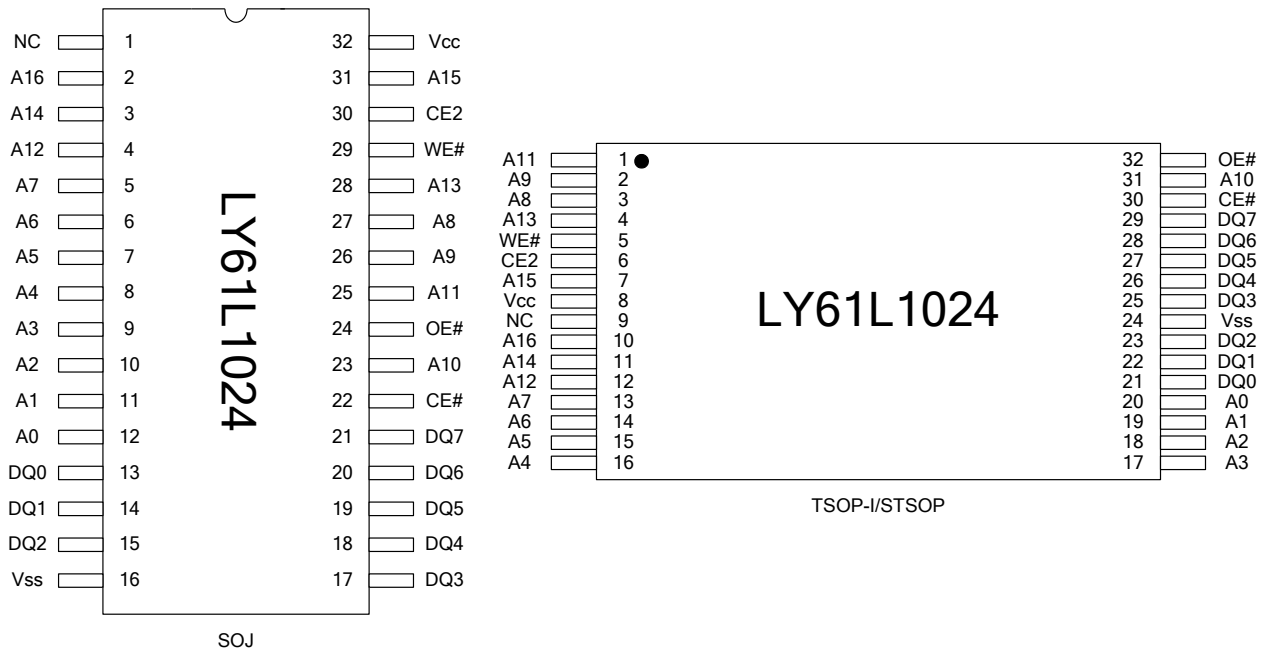 NC 1 32 Vcc
A16 2 31 A15
A14 3 30 CE2
A12 4 29 WE#
A7 5 28 A13
A6 6 27 A8
A5 7 26 A9
A4 8 25 A11
A3 9 24 OE#
A2 10 23 A10
A1 11 22 CE#
A0 12 21 DQ7
DQ0 13 20 DQ6
DQ1 14 19 DQ5
DQ2 15 18 DQ4
Vss 16 17 DQ3
LY61L1024
SOJ
A11 1 32 OE#
A9 2 31 A10
A8 3 30 CE#
A13 4 29 DQ7
WE# 5 28 DQ6
CE2 6 27 DQ5
A15 7 26 DQ4
Vcc 8 25 DQ3
NC 9 24 Vss
A16 10 23 DQ2
A14 11 22 DQ1
A12 12 21 DQ0
A7 13 20 A0
A6 14 19 A1
A5 15 18 A2
A4 16 17 A3
LY61L1024
TSOP-I/STSOP